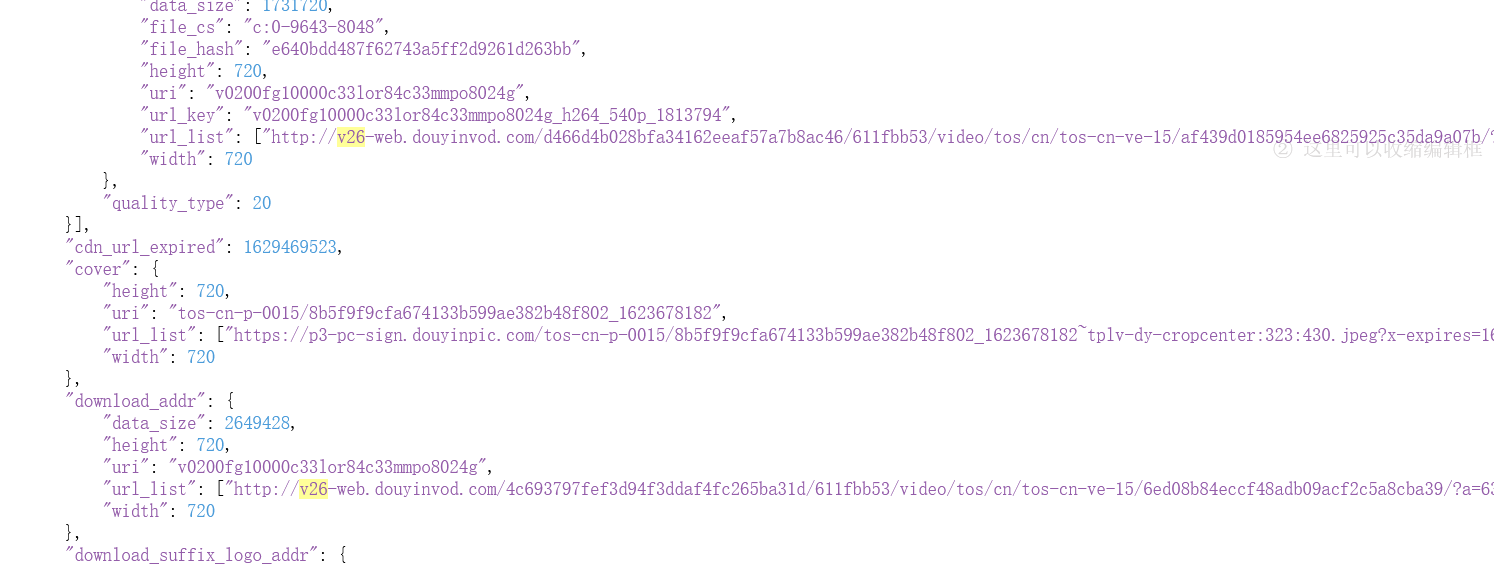 "data_size": 1731720,
"file_cs": "c:0-9643-8048",
"file_hash": "e640bdd487f62743a5ff2d9261d263bb",
"height": 720,
"uri": "v0200fg10000c33lor84c33mmpo8024g",
"url_key": "v0200fg10000c33lor84c33mmpo8024g_h264_540p_1813794",
"url_list": ["http://v26-web.douyinvod.com/d466d4b028bfa34162eeaf57a7b8ac46/611fbb53/video/tos/cn/tos-cn-ve-15/af439d0185954ee6825925c35da9a07b/?
② 这里可以收缩编辑框
"width": 720
},
"quality_type": 20
}],
"cdn_url_expired": 1629469523,
"cover": {
"height": 720,
"uri": "tos-cn-p-0015/8b5f9f9cfa674133b599ae382b48f802_1623678182",
"url_list": ["https://p3-pc-sign.douyinpic.com/tos-cn-p-0015/8b5f9f9cfa674133b599ae382b48f802_1623678182~tplv-dy-cropcenter:323:430.jpeg?x-expires=16
"width": 720
},
"download_addr": {
"data_size": 2649428,
"height": 720,
"uri": "v0200fg10000c33lor84c33mmpo8024g",
"url_list": ["http://v26-web.douyinvod.com/4c693797fef3d94f3ddaf4fc265ba31d/611fbb53/video/tos/cn/tos-cn-ve-15/6ed08b84eccf48adb09acf2c5a8cba39/?a=63
"width": 720
},
"download_suffix_logo_addr": {